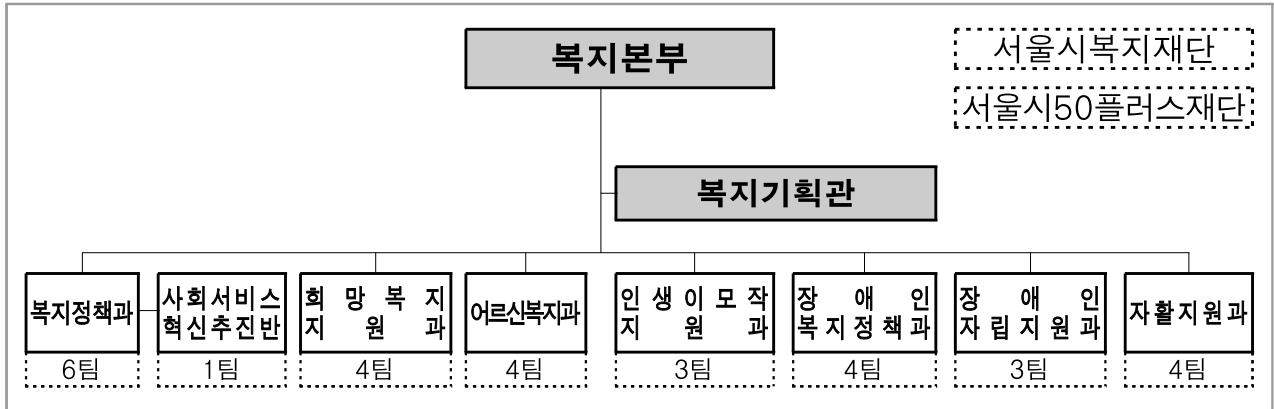 복지본부
서울시복지재단
서울시50플러스재단
복지기획관
복지정책과
사회서비스
혁신추진반
희망복지
지원과
어르신복지과
인생이모작
지원과
장애인
복지정책과
장애인
자립지원과
자활지원과
6팀
1팀
4팀
4팀
3팀
4팀
3팀
4팀